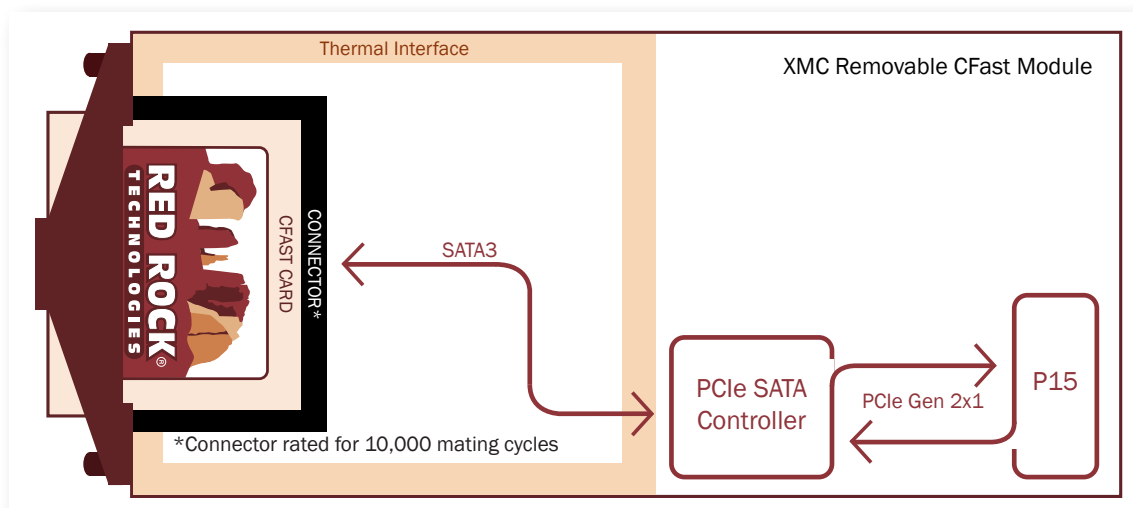 Thermal Interface
XMC Removable CFast Module
RED ROCK®
TECHNOLOGIES
CFAST CARD
CONNECTOR*
SATA3
PCIe SATA
Controller
PCIe Gen 2x1
P15
*Connector rated for 10,000 mating cycles